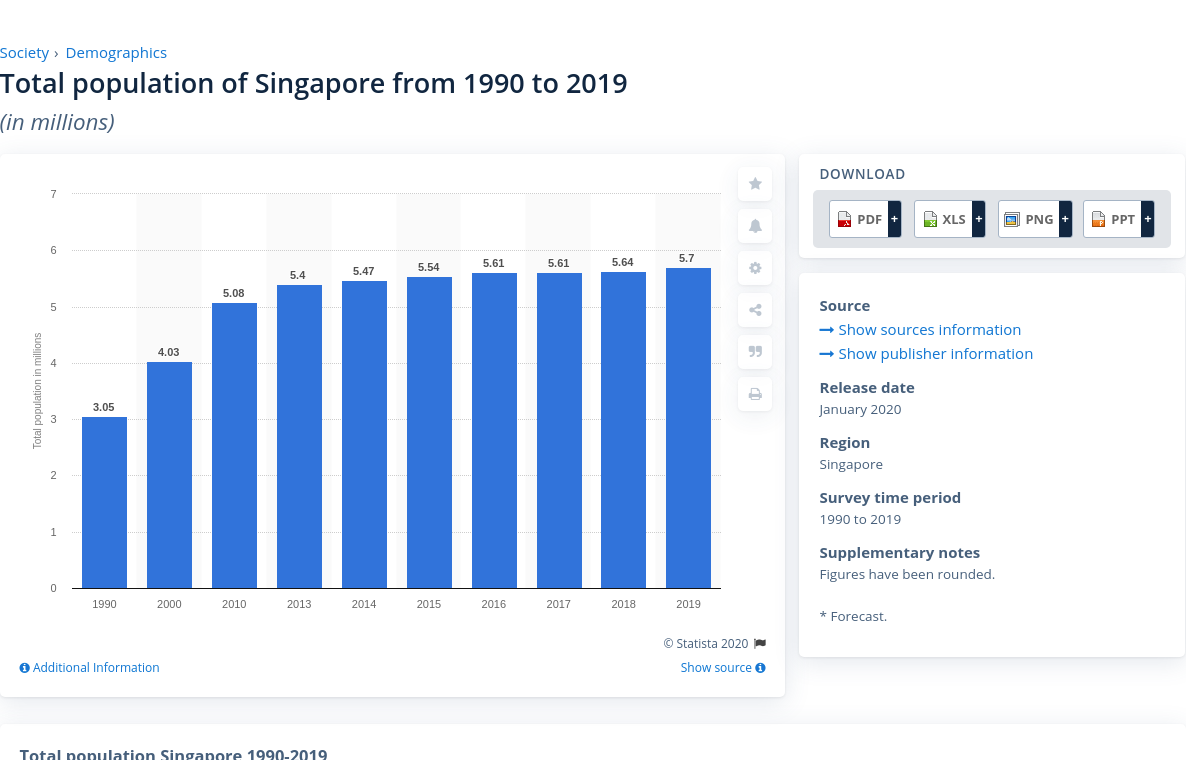 Society › Demographics
Total population of Singapore from 1990 to 2019
(in millions)
7
6
5
4
3
2
1
0
Total population in millions
3.05
4.03
5.08
5.4
5.47
5.54
5.61
5.61
5.64
5.7
1990 2000 2010 2013 2014 2015 2016 2017 2018 2019
© Statista 2020
Additional Information
Show source
DOWNLOAD
PDF + XLS + PNG + PPT +
Source
Show sources information
Show publisher information
Release date
January 2020
Region
Singapore
Survey time period
1990 to 2019
Supplementary notes
Figures have been rounded.
* Forecast.
Total population Singapore 1990-2019